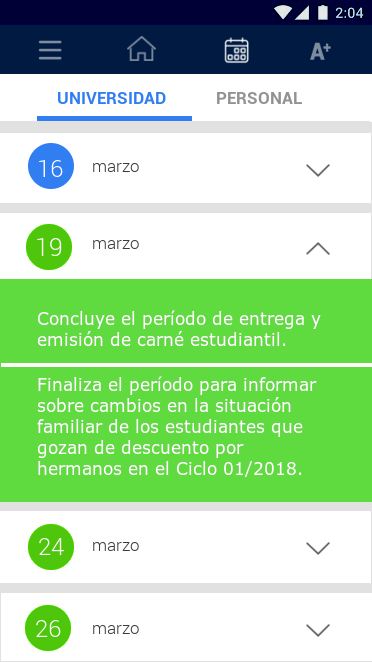 2:04
A+
UNIVERSIDAD PERSONAL
16 marzo
19 marzo
Concluye el período de entrega y
emisión de carné estudiantil.
Finaliza el período para informar
sobre cambios en la situación
familiar de los estudiantes que
gozan de descuento por
hermanos en el Ciclo 01/2018.
24 marzo
26 marzo